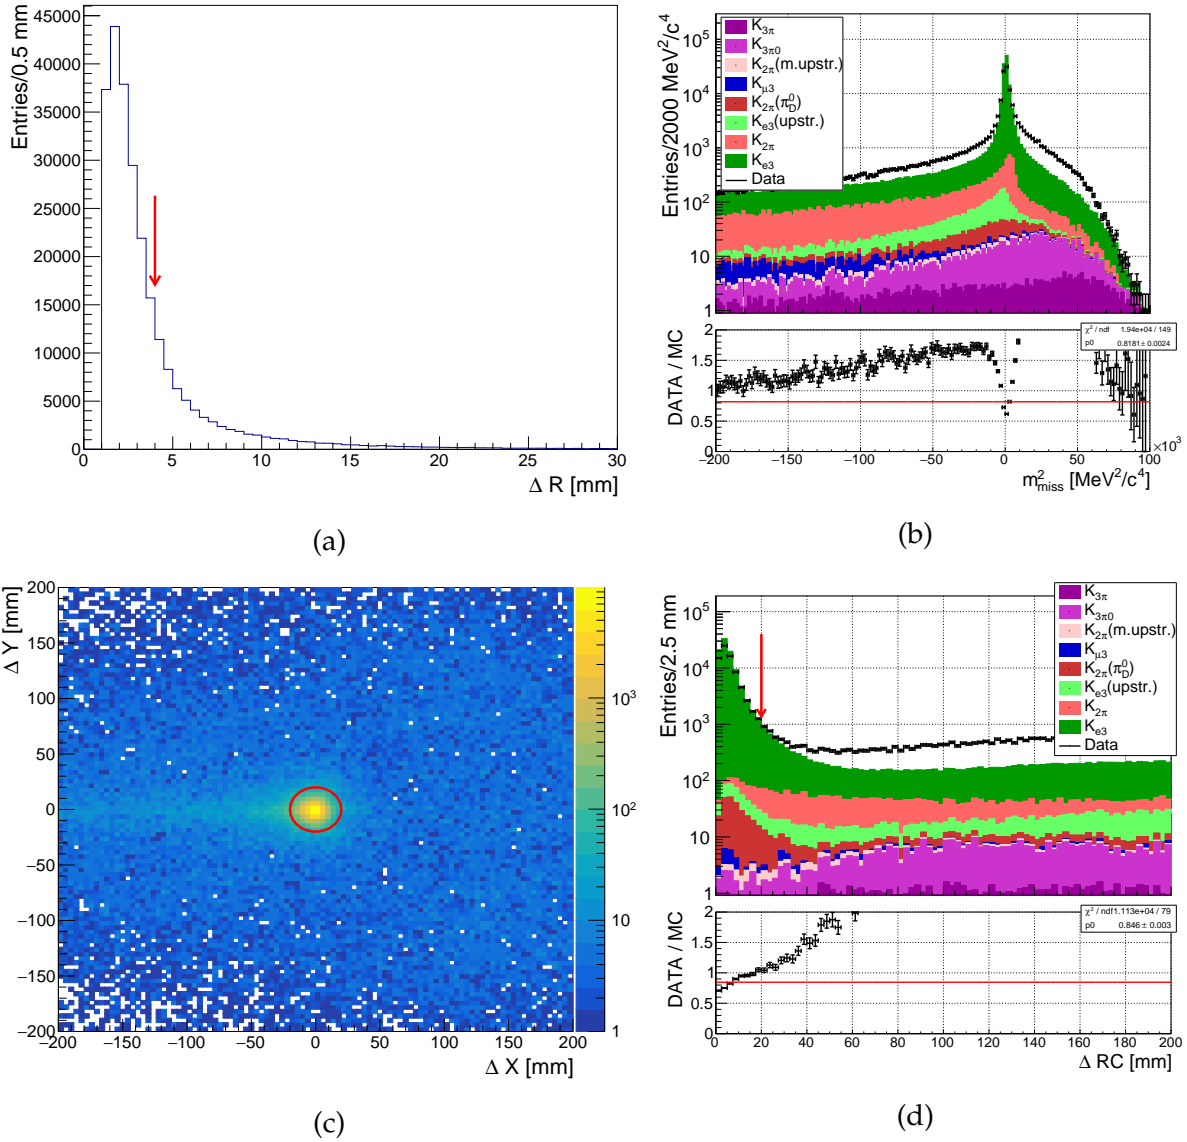 Entries/0.5 mm
45000
40000
35000
30000
25000
20000
15000
10000
5000
0
0 5 10 15 20 25 30
Δ R [mm]
(a)
Entries/2000 MeV²/c⁴
10⁵
10⁴
10³
10²
10
1
K3π
K3π0
K2π(m.upstr.)
Kμ3
K2π(π⁰D)
Ke3(upstr.)
K2π
Ke3
Data
DATA / MC
2
1.5
1
0.5
0
χ² / ndf 1.94e+04 / 149
p0 0.8181 ± 0.0024
−200 −150 −100 −50 0 50 100
×10³
m²miss [MeV²/c⁴]
(b)
Δ Y [mm]
200
150
100
50
0
−50
−100
−150
−200
−200 −150 −100 −50 0 50 100 150 200
Δ X [mm]
10³
10²
10
1
(c)
Entries/2.5 mm
10⁵
10⁴
10³
10²
10
1
K3π
K3π0
K2π(m.upstr.)
Kμ3
K2π(π⁰D)
Ke3(upstr.)
K2π
Ke3
Data
DATA / MC
2
1.5
1
0.5
0
χ² / ndf1.113e+04 / 79
p0 0.846 ± 0.003
0 20 40 60 80 100 120 140 160 180 200
Δ RC [mm]
(d)